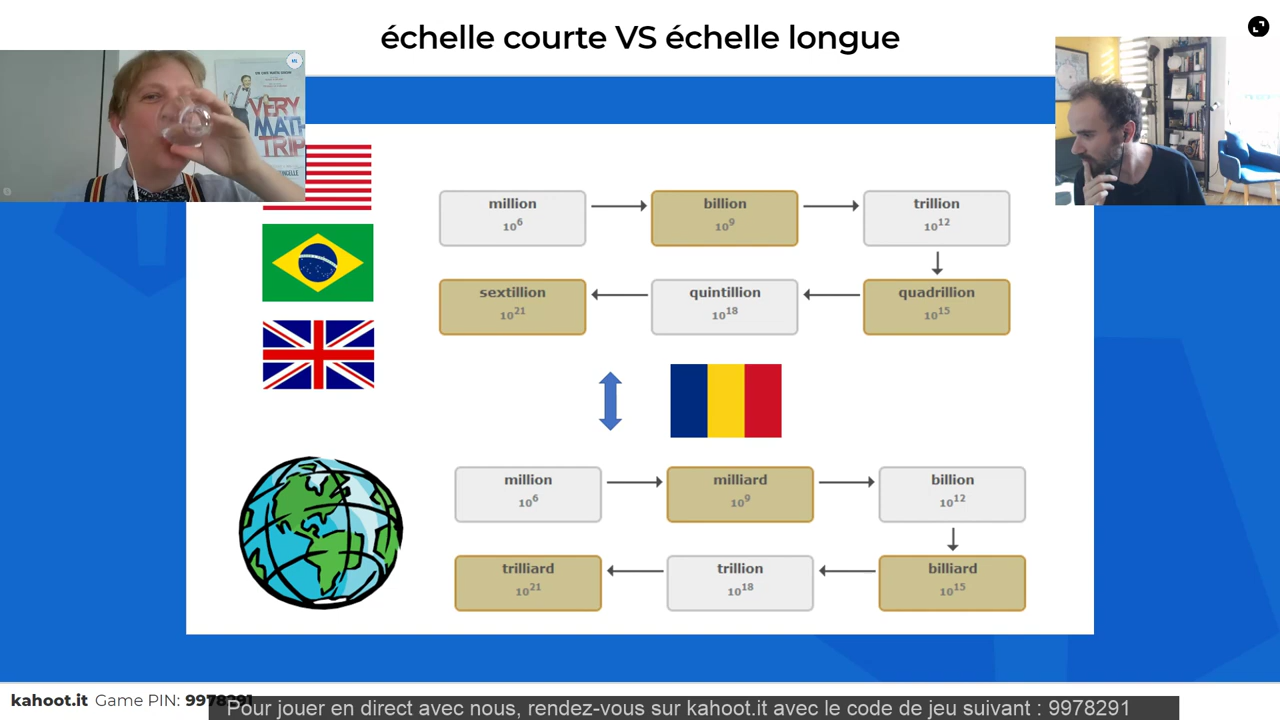 échelle courte VS échelle longue
VERY
MATH
TRIP
million
10⁶
billion
10⁹
trillion
10¹²
sextillion
10²¹
quintillion
10¹⁸
quadrillion
10¹⁵
million
10⁶
milliard
10⁹
billion
10¹²
trilliard
10²¹
trillion
10¹⁸
billiard
10¹⁵
kahoot.it Game PIN: 9978291
Pour jouer en direct avec nous, rendez-vous sur kahoot.it avec le code de jeu suivant : 9978291